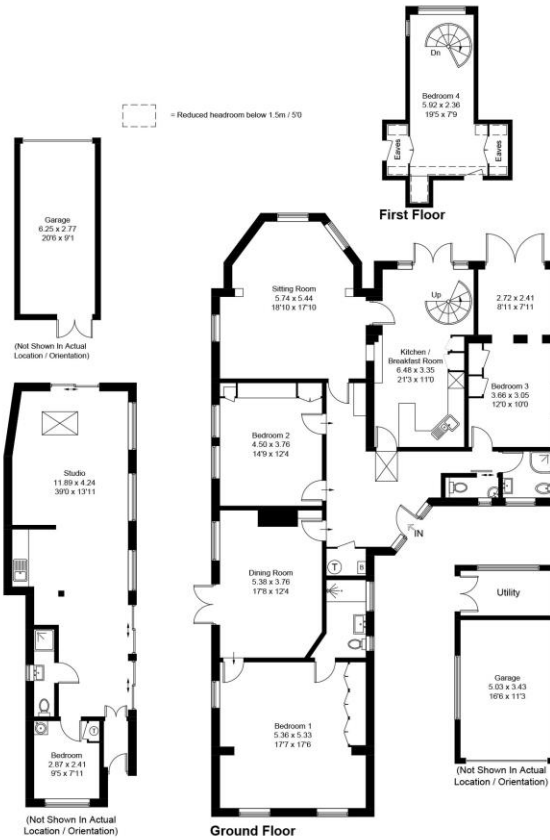 Dn
Bedroom 4
5.92 x 2.36
19'5 x 7'9
Eaves
Eaves
First Floor
= Reduced headroom below 1.5m / 5'0
Garage
6.25 x 2.77
20'6 x 9'1
(Not Shown In Actual
Location / Orientation)
Sitting Room
5.74 x 5.44
18'10 x 17'10
Up
Kitchen /
Breakfast Room
6.48 x 3.35
21'3 x 11'0
2.72 x 2.41
8'11 x 7'11
Bedroom 3
3.66 x 3.05
12'0 x 10'0
Bedroom 2
4.50 x 3.76
14'9 x 12'4
Studio
11.89 x 4.24
39'0 x 13'11
IN
Dining Room
5.38 x 3.76
17'8 x 12'4
T
B
Utility
Garage
5.03 x 3.43
16'6 x 11'3
(Not Shown In Actual
Location / Orientation)
Bedroom 1
5.36 x 5.33
17'7 x 17'6
T
Bedroom
2.87 x 2.41
9'5 x 7'11
(Not Shown In Actual
Location / Orientation)
Ground Floor